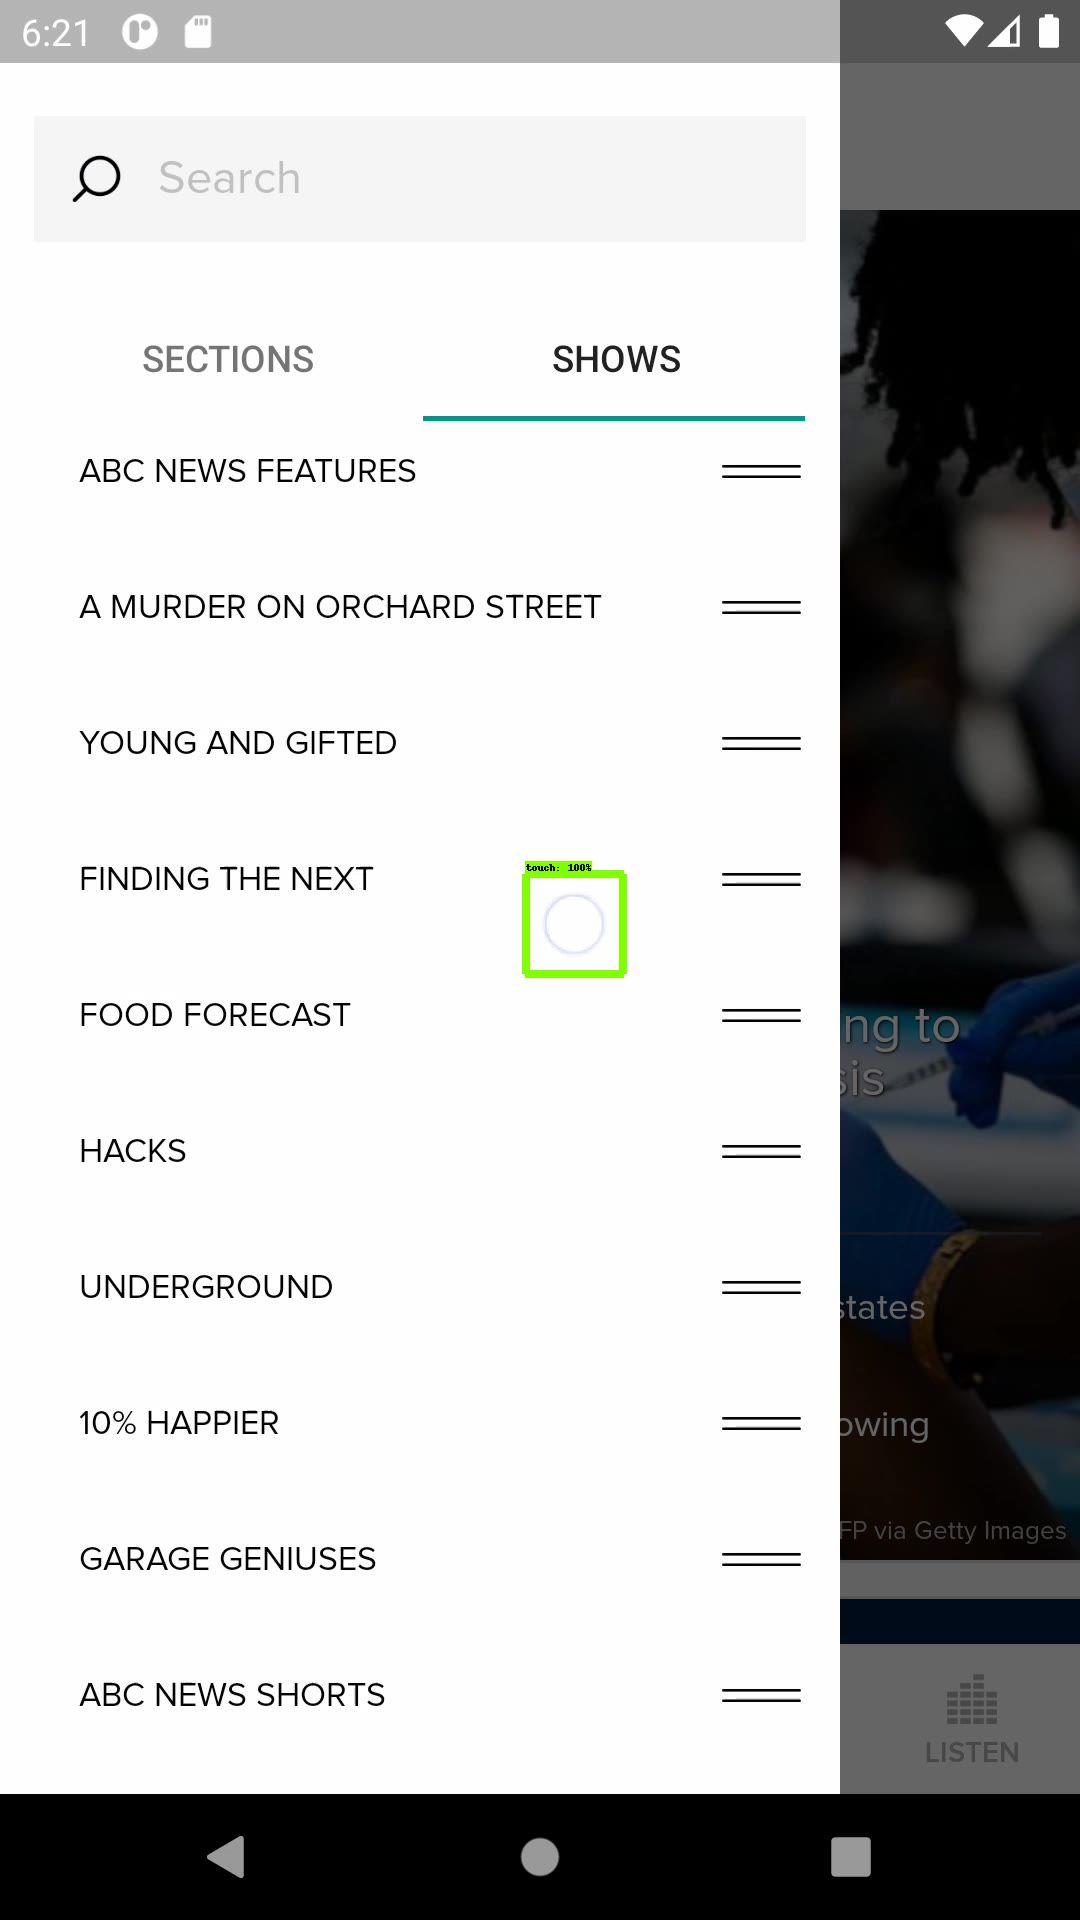 6:21
Search
SECTIONS
SHOWS
ABC NEWS FEATURES
A MURDER ON ORCHARD STREET
YOUNG AND GIFTED
FINDING THE NEXT
touch: 100%
FOOD FORECAST
ng to
sis
HACKS
UNDERGROUND
states
10% HAPPIER
owing
GARAGE GENIUSES
FP via Getty Images
ABC NEWS SHORTS
LISTEN